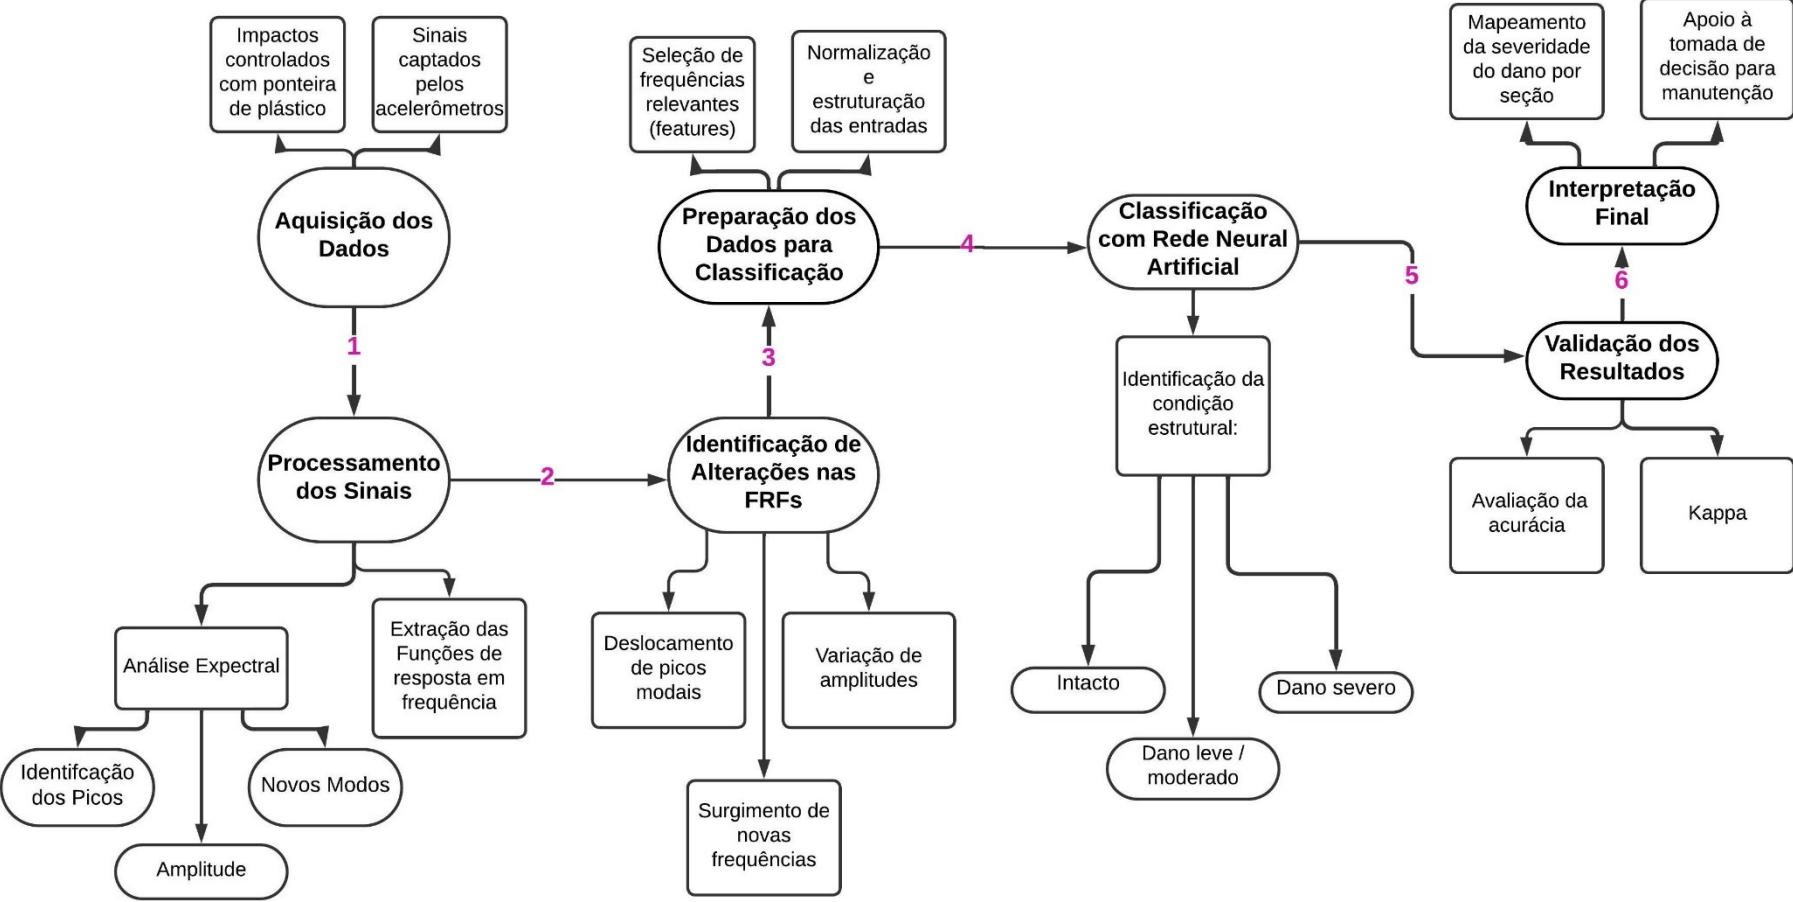 Impactos
controlados
com ponteira
de plástico
Sinais
captados
pelos
acelerômetros
Aquisição dos
Dados
1
Processamento
dos Sinais
Análise Expectral
Identifcação
dos Picos
Amplitude
Novos Modos
Extração das
Funções de
resposta em
frequência
2
Identificação de
Alterações nas
FRFs
Deslocamento
de picos
modais
Surgimento de
novas
frequências
Variação de
amplitudes
3
Seleção de
frequências
relevantes
(features)
Normalização
e
estruturação
das entradas
Preparação dos
Dados para
Classificação
4
Classificação
com Rede Neural
Artificial
Identificação da
condição
estrutural:
Intacto
Dano leve /
moderado
Dano severo
5
Validação dos
Resultados
Avaliação da
acurácia
Kappa
6
Interpretação
Final
Mapeamento
da severidade
do dano por
seção
Apoio à
tomada de
decisão para
manutenção